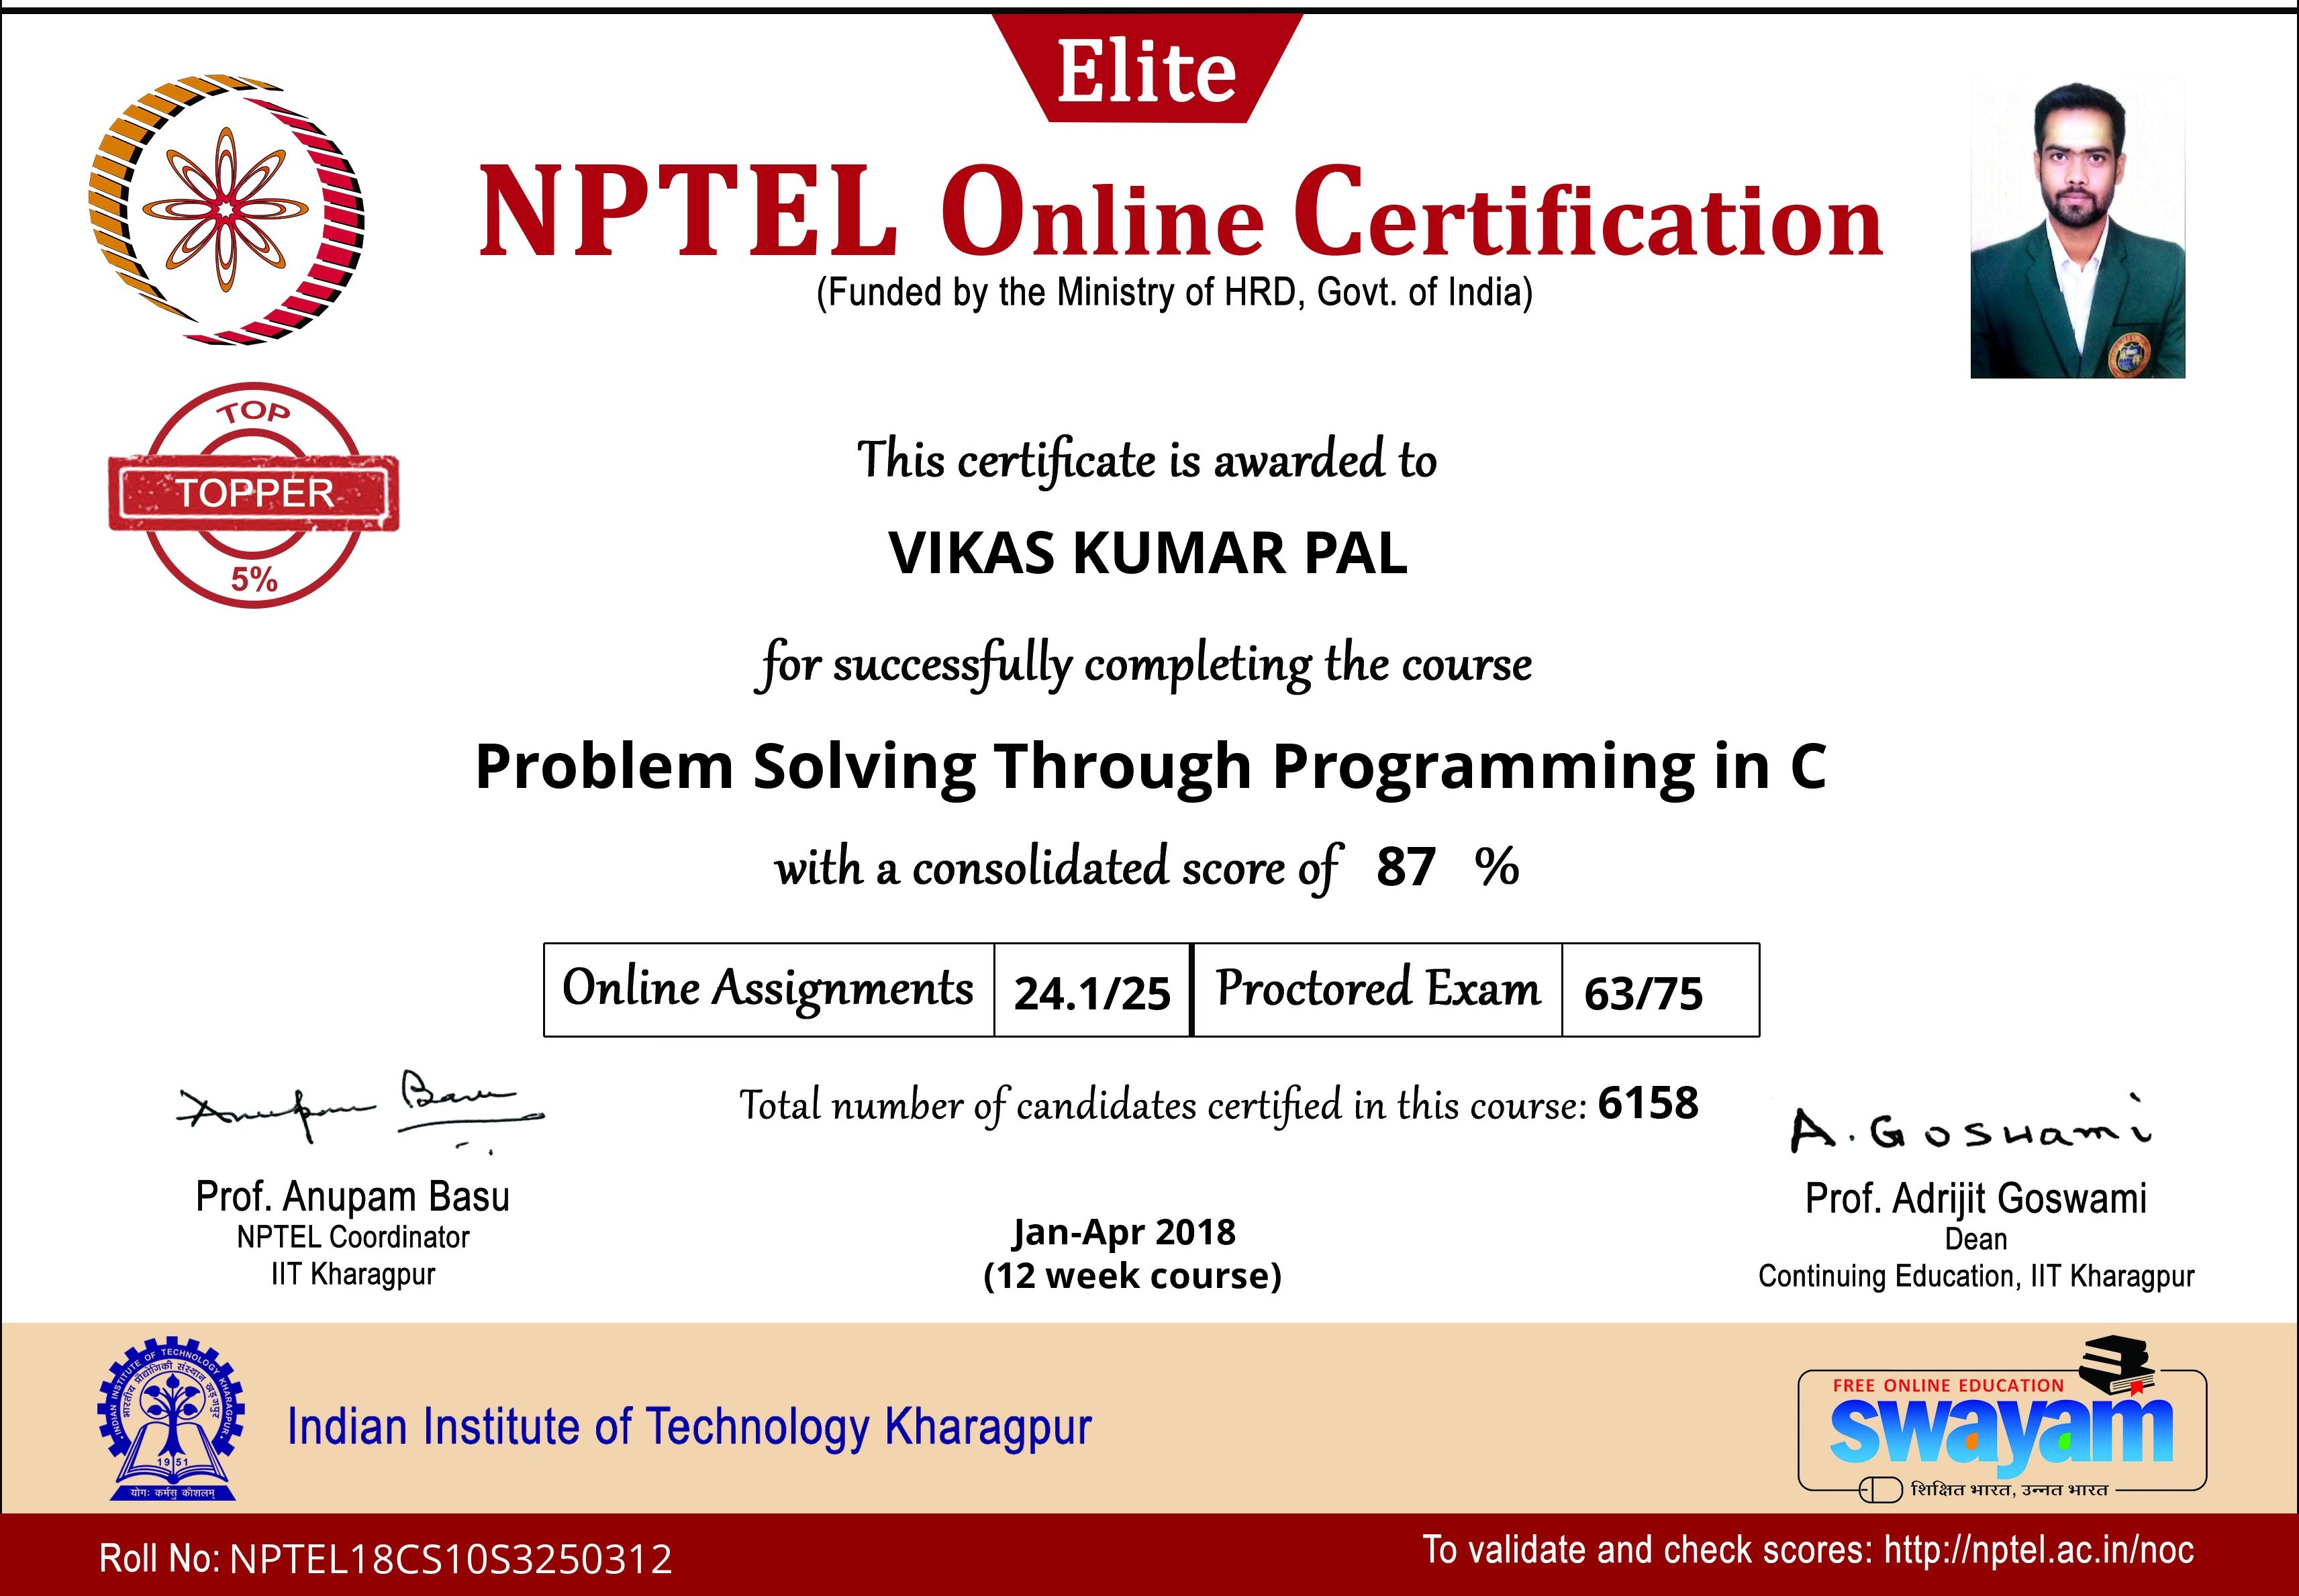 Elite
NPTEL Online Certification
(Funded by the Ministry of HRD, Govt. of India)
TOP
TOPPER
5%
This certificate is awarded to
VIKAS KUMAR PAL
for successfully completing the course
Problem Solving Through Programming in C
with a consolidated score of 87 %
Online Assignments 24.1/25 Proctored Exam 63/75
Total number of candidates certified in this course: 6158
Anupam Basu
A. Goswami
Prof. Anupam Basu
NPTEL Coordinator
IIT Kharagpur
Jan-Apr 2018
(12 week course)
Prof. Adrijit Goswami
Dean
Continuing Education, IIT Kharagpur
INDIAN INSTITUTE OF TECHNOLOGY KHARAGPUR
भारतीय प्रौद्योगिकी संस्थान खड़गपुर
1951
योगः कर्मसु कौशलम्
Indian Institute of Technology Kharagpur
FREE ONLINE EDUCATION
swayam
शिक्षित भारत, उन्नत भारत
Roll No: NPTEL18CS10S3250312
To validate and check scores: http://nptel.ac.in/noc